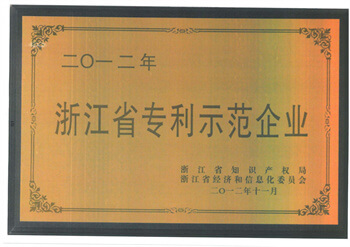 二〇一二年
浙江省专利示范企业
浙江省知识产权局
浙江省经济和信息化委员会
二〇一二年十一月